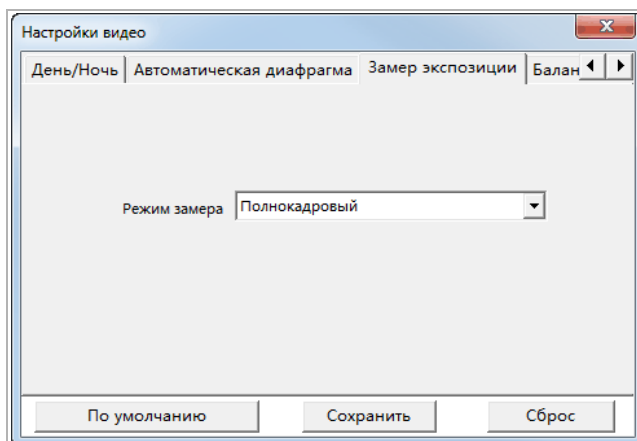 Настройки видео
День/Ночь Автоматическая диафрагма Замер экспозиции Балан
Режим замера Полнокадровый
По умолчанию Сохранить Сброс